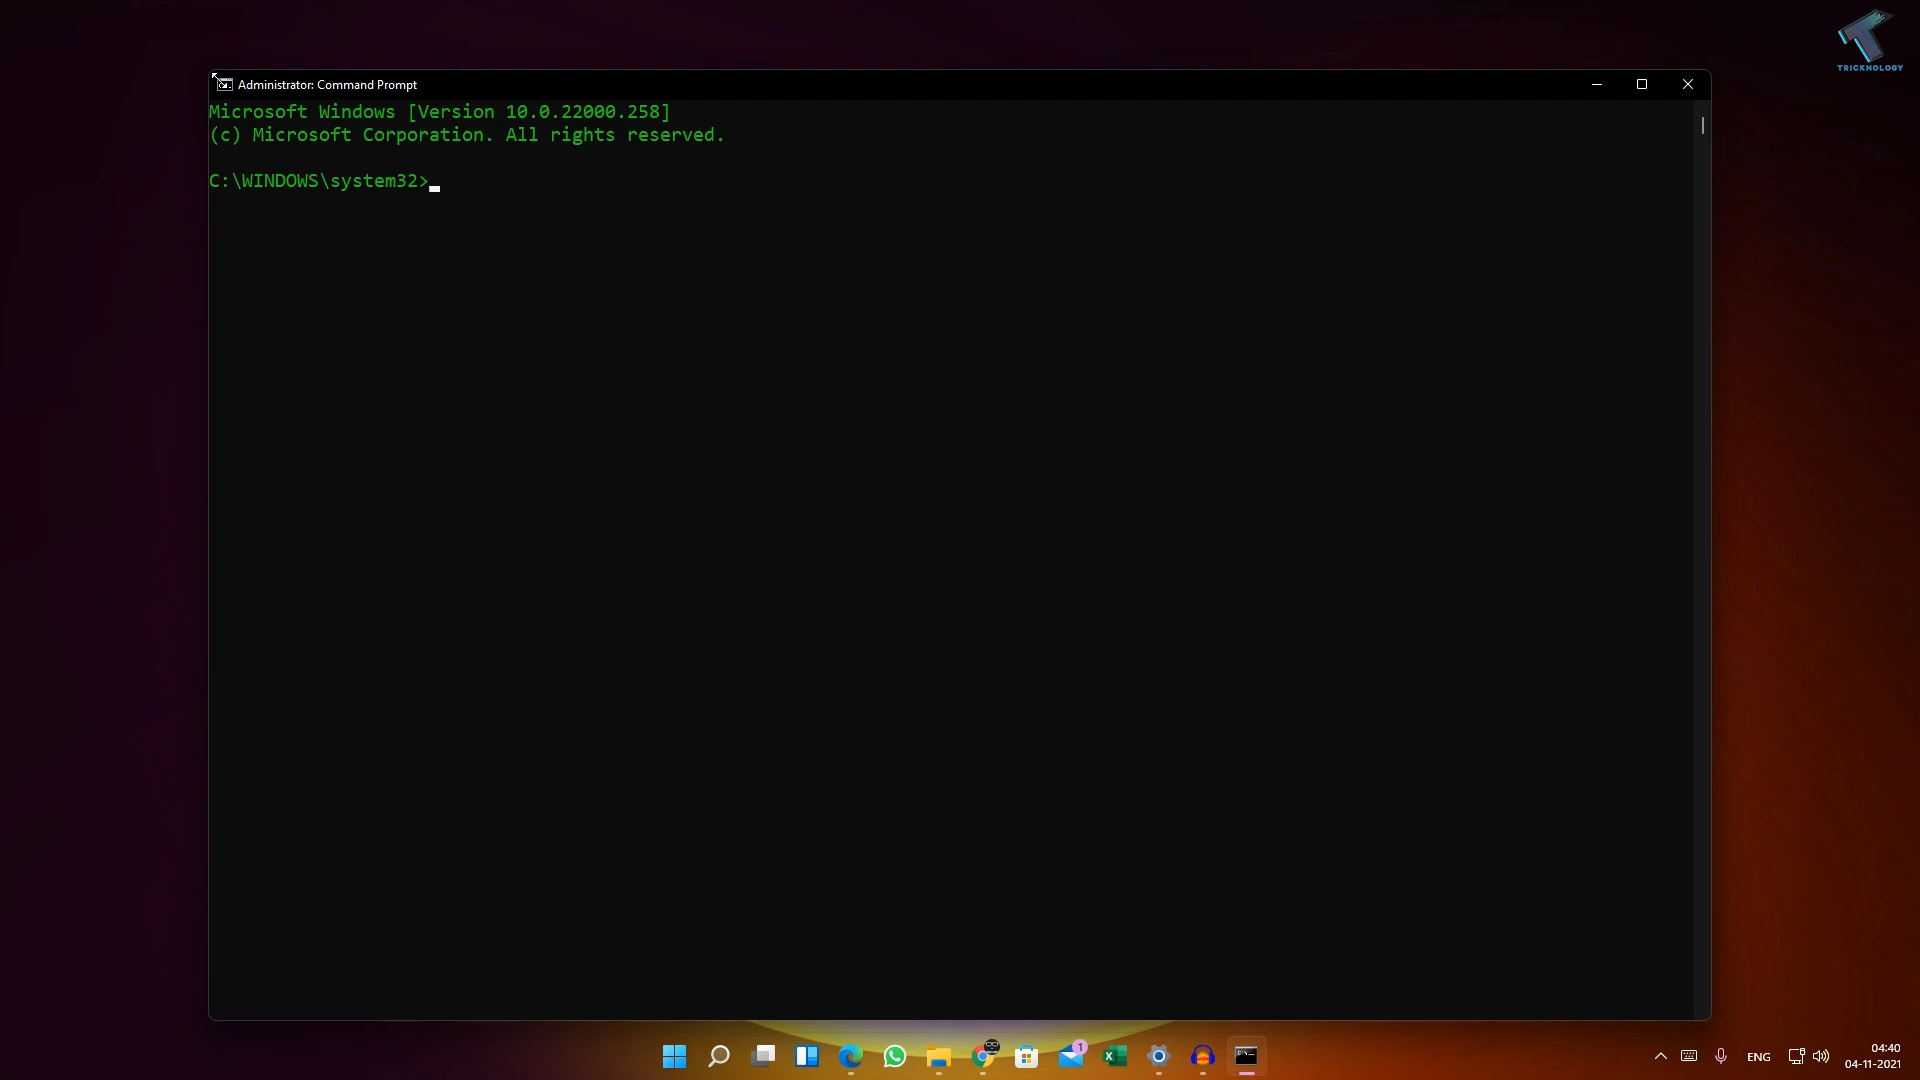 TRICKNOLOGY
Administrator: Command Prompt
Microsoft Windows [Version 10.0.22000.258]
(c) Microsoft Corporation. All rights reserved.
C:\WINDOWS\system32>
1
ENG
04:40
04-11-2021